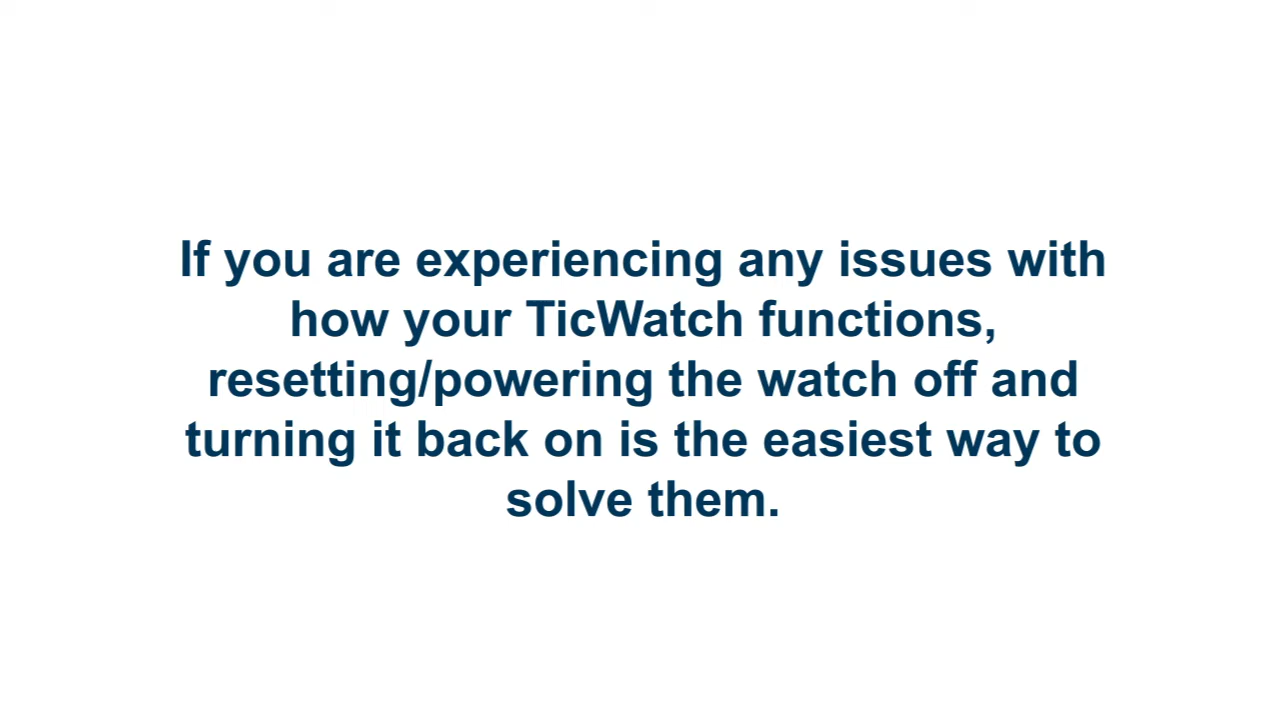 If you are experiencing any issues with
how your TicWatch functions,
resetting/powering the watch off and
turning it back on is the easiest way to
solve them.